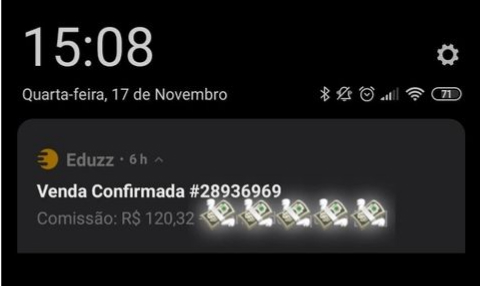 15:08
Quarta-feira, 17 de Novembro
71
Eduzz · 6 h
Venda Confirmada #28936969
Comissão: R$ 120,32